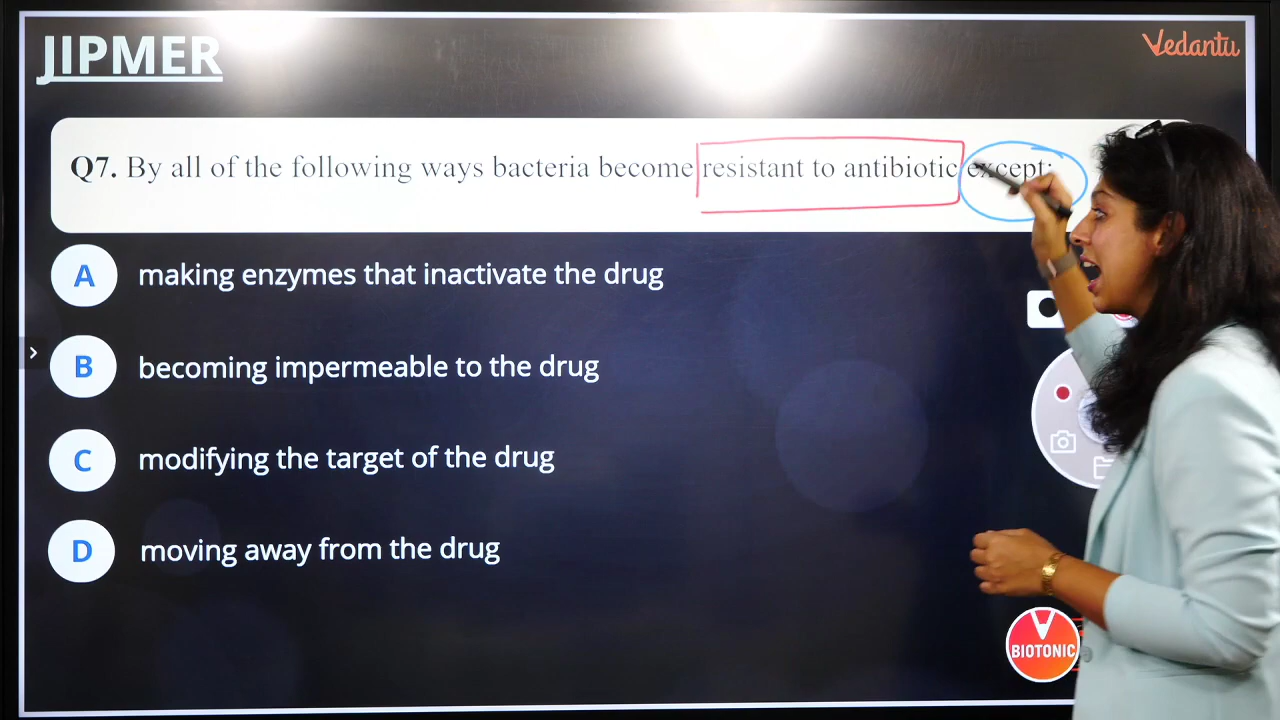 JIPMER
Vedantu
Q7. By all of the following ways bacteria become resistant to antibiotic except:
A making enzymes that inactivate the drug
B becoming impermeable to the drug
C modifying the target of the drug
D moving away from the drug
BIOTONIC